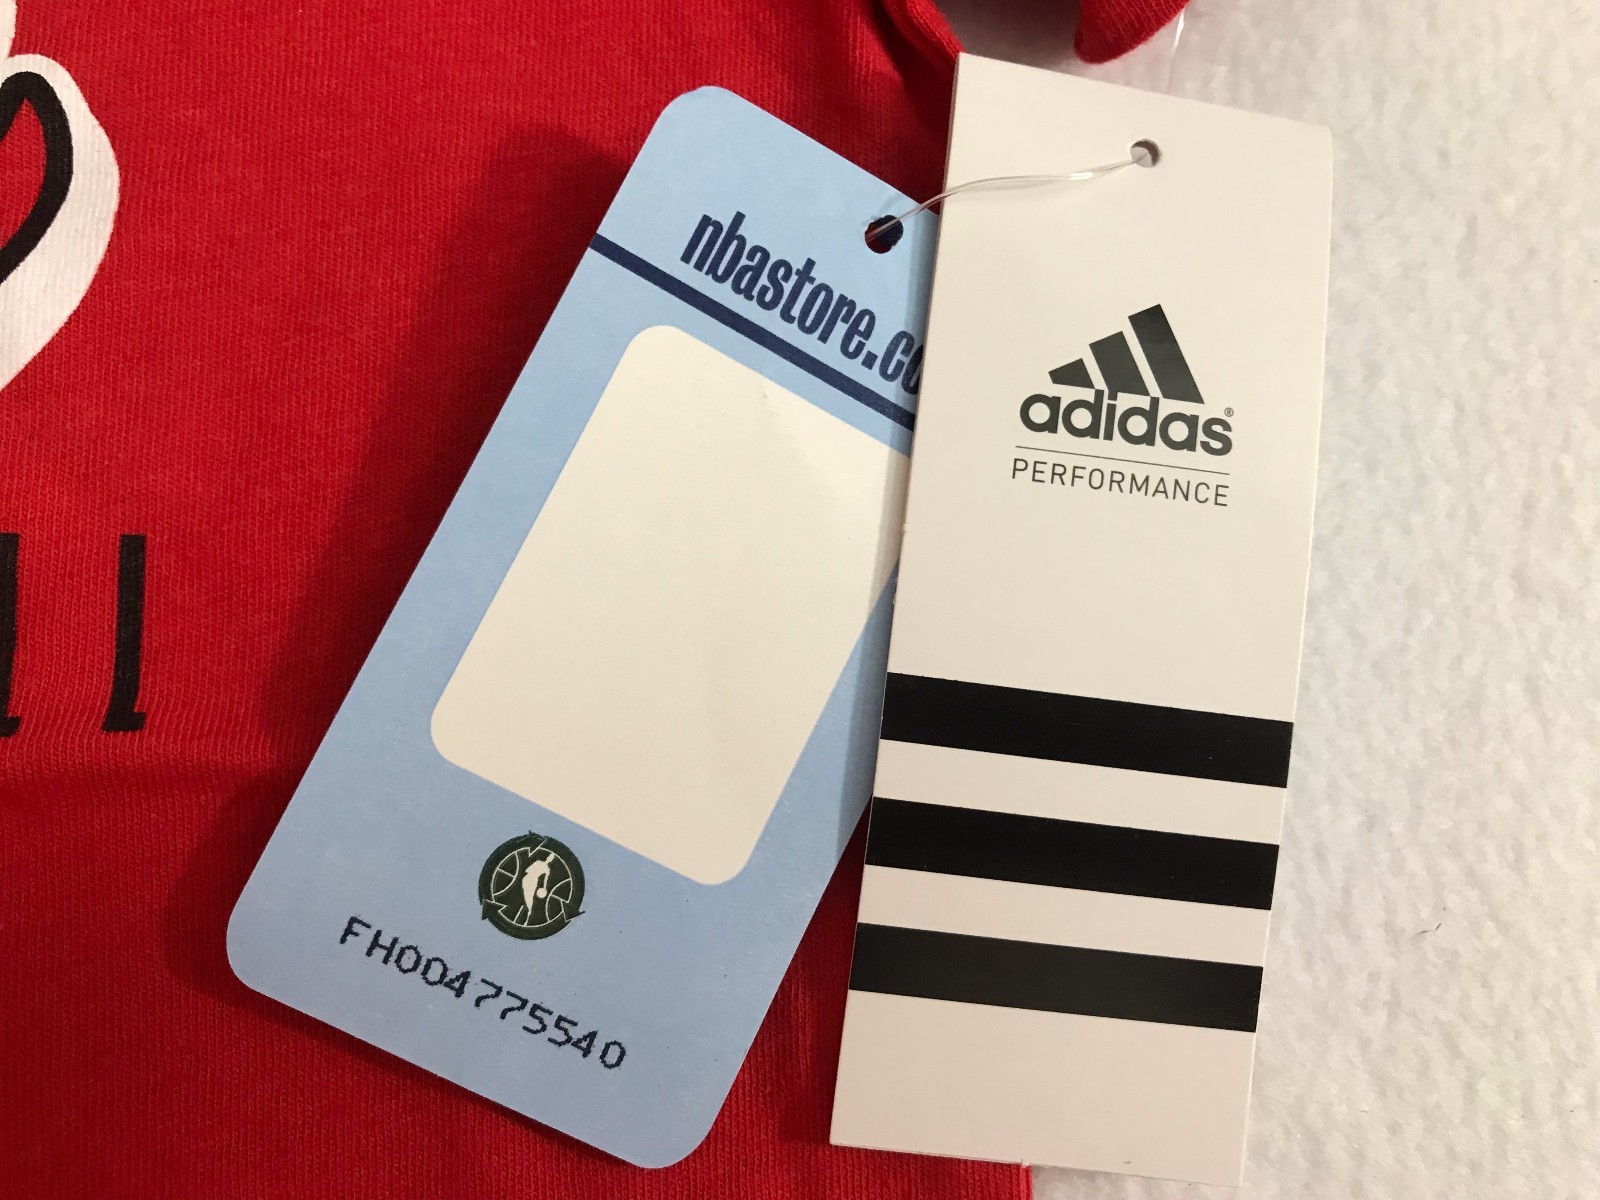 nbastore.co
FH004775540
adidas®
PERFORMANCE